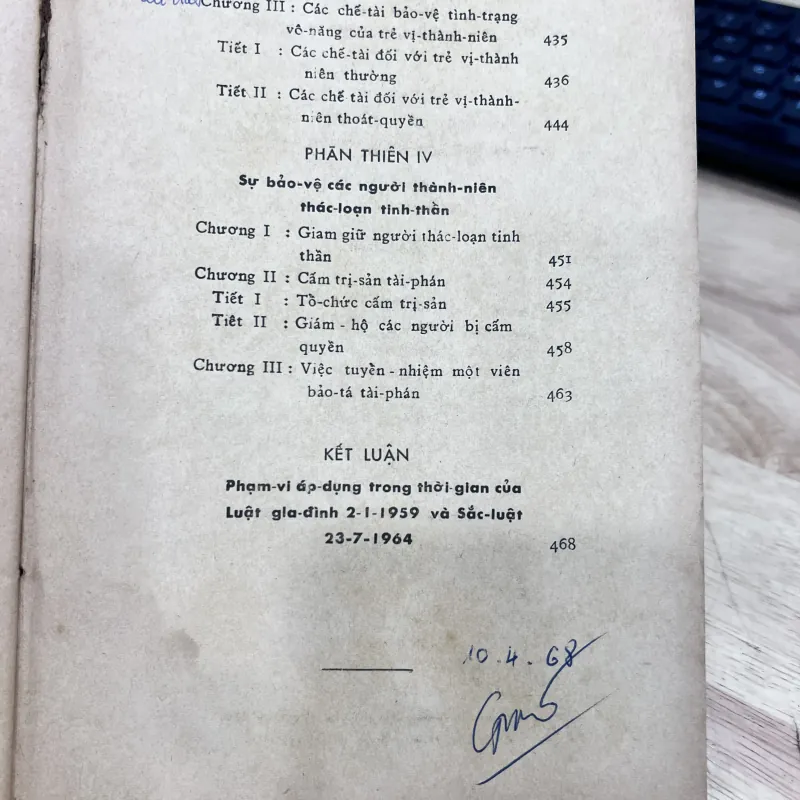 Chương III : Các chế-tài bảo-vệ tình-trạng
vô-năng của trẻ vị-thành-niên 435
Tiết I : Các chế-tài đối với trẻ vị-thành
niên thường 436
Tiết II : Các chế tài đối với trẻ vị-thành-
niên thoát-quyền 444
PHÂN THIÊN IV
Sự bảo-vệ các người thành-niên
thác-loạn tinh-thần
Chương I : Giam giữ người thác-loạn tinh
thần 451
Chương II : Cấm trị-sản tài-phán 454
Tiết I : Tổ-chức cấm trị-sản 455
Tiêt II : Giám - hộ các người bị cấm
quyền 458
Chương III : Việc tuyển - nhiệm một viên
bảo-tá tài-phán 463
KẾT LUẬN
Phạm-vi áp-dụng trong thời-gian của
Luật gia-đình 2-1-1959 và Sắc-luật
23-7-1964 468
10.4.68